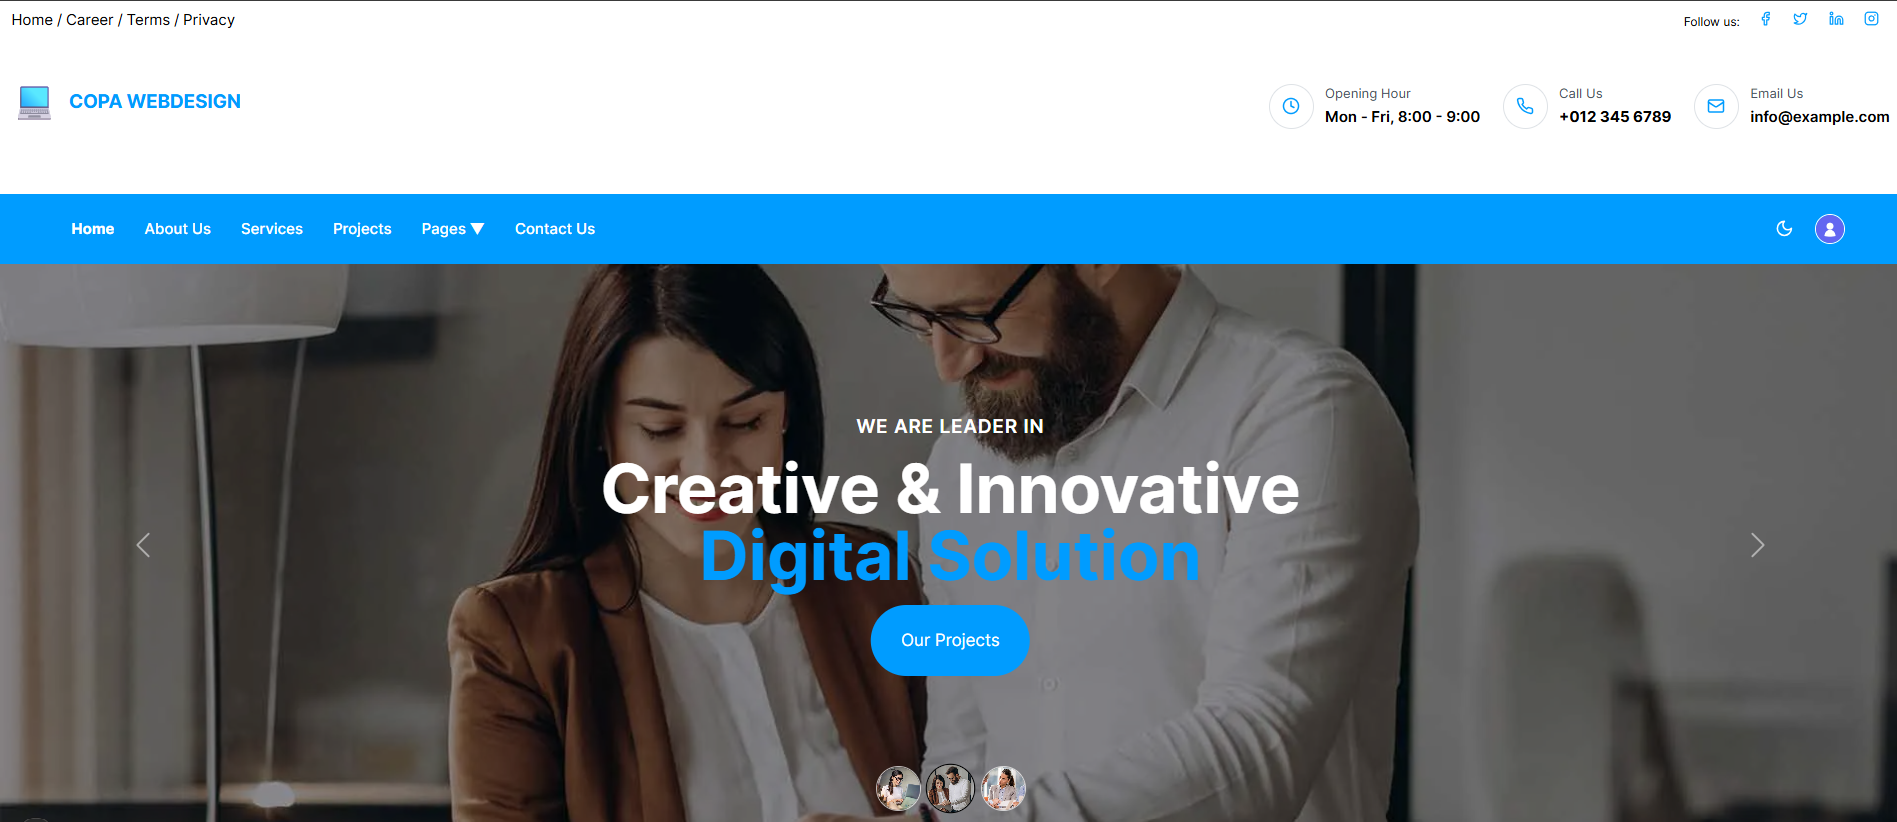 Home / Career / Terms / Privacy
Follow us:
COPA WEBDESIGN
Opening Hour
Mon - Fri, 8:00 - 9:00
Call Us
+012 345 6789
Email Us
info@example.com
Home About Us Services Projects Pages ▼ Contact Us
WE ARE LEADER IN
Creative & Innovative
Digital Solution
Our Projects